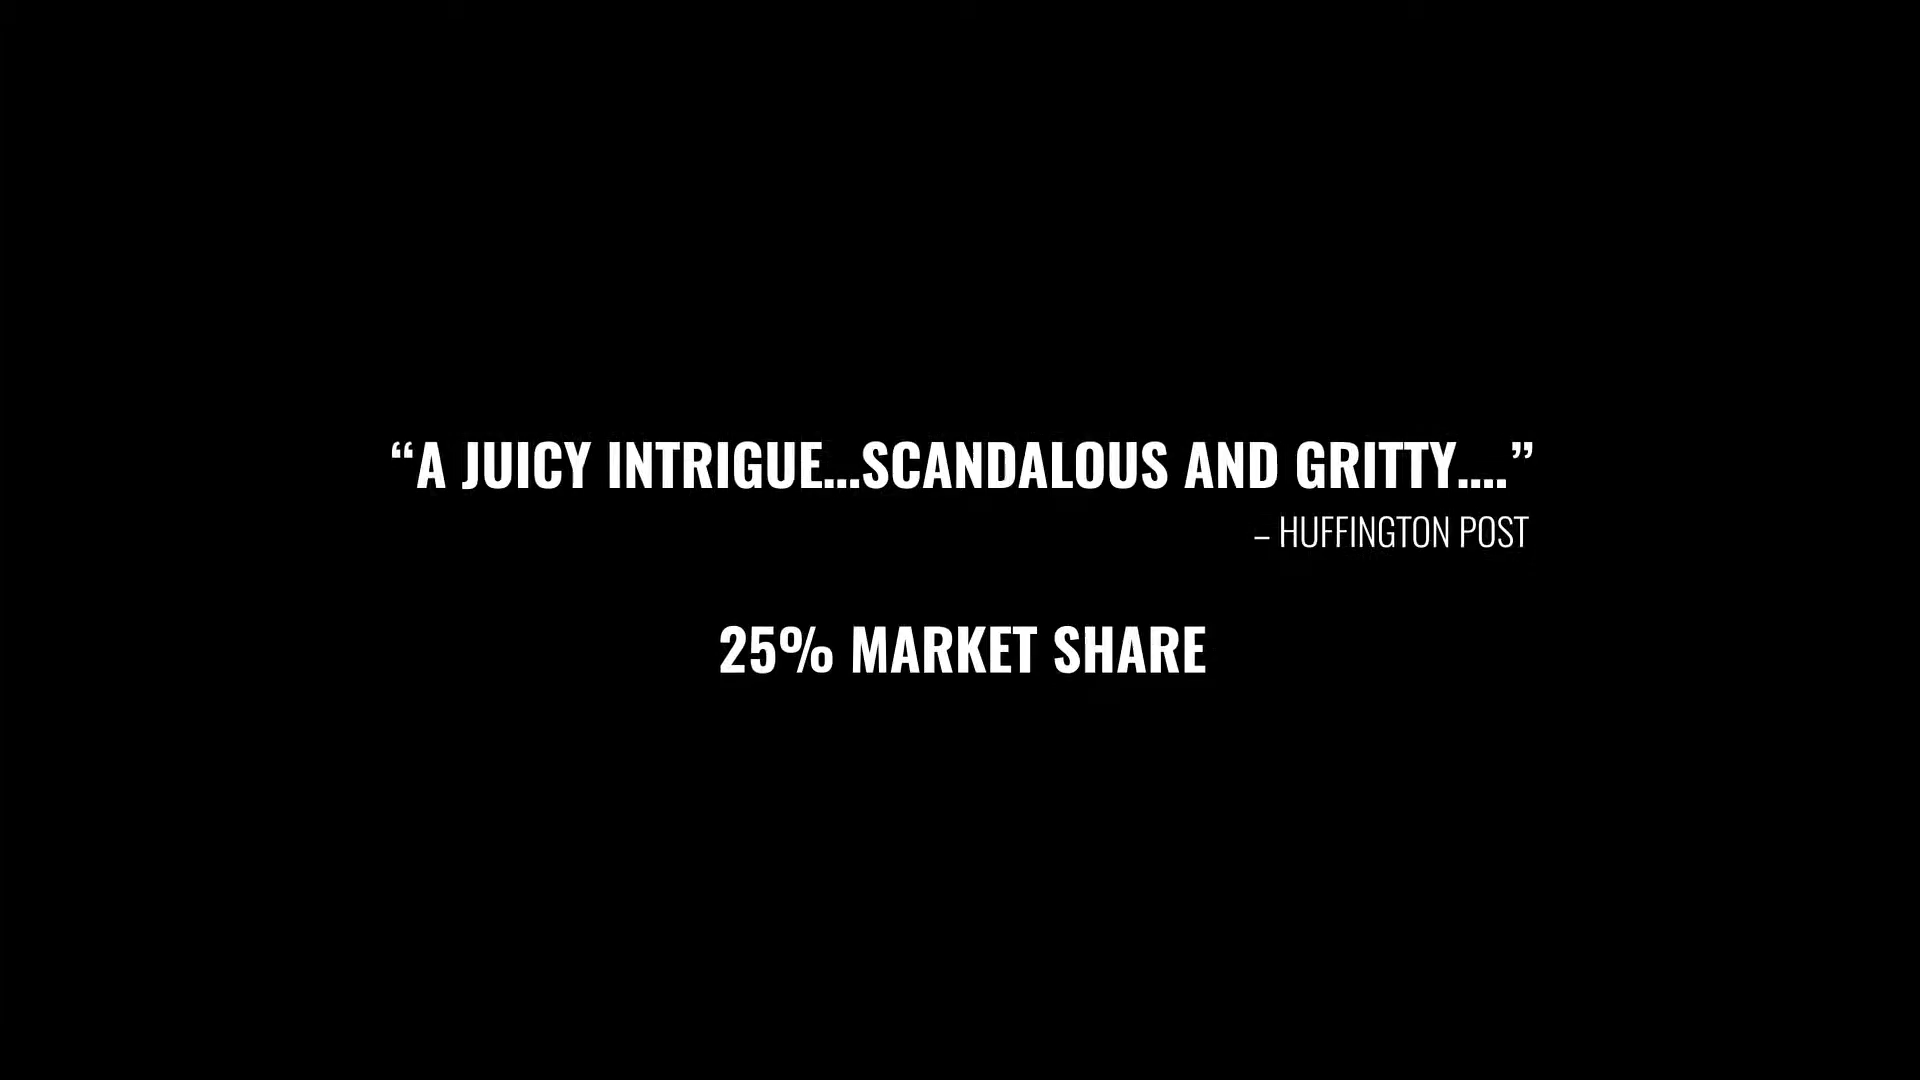 “A JUICY INTRIGUE...SCANDALOUS AND GRITTY....”
– HUFFINGTON POST
25% MARKET SHARE